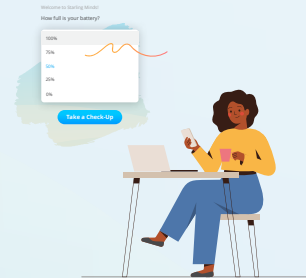 Welcome to Starling Minds!
How full is your battery?
100%
75%
50%
25%
0%
Take a Check-Up